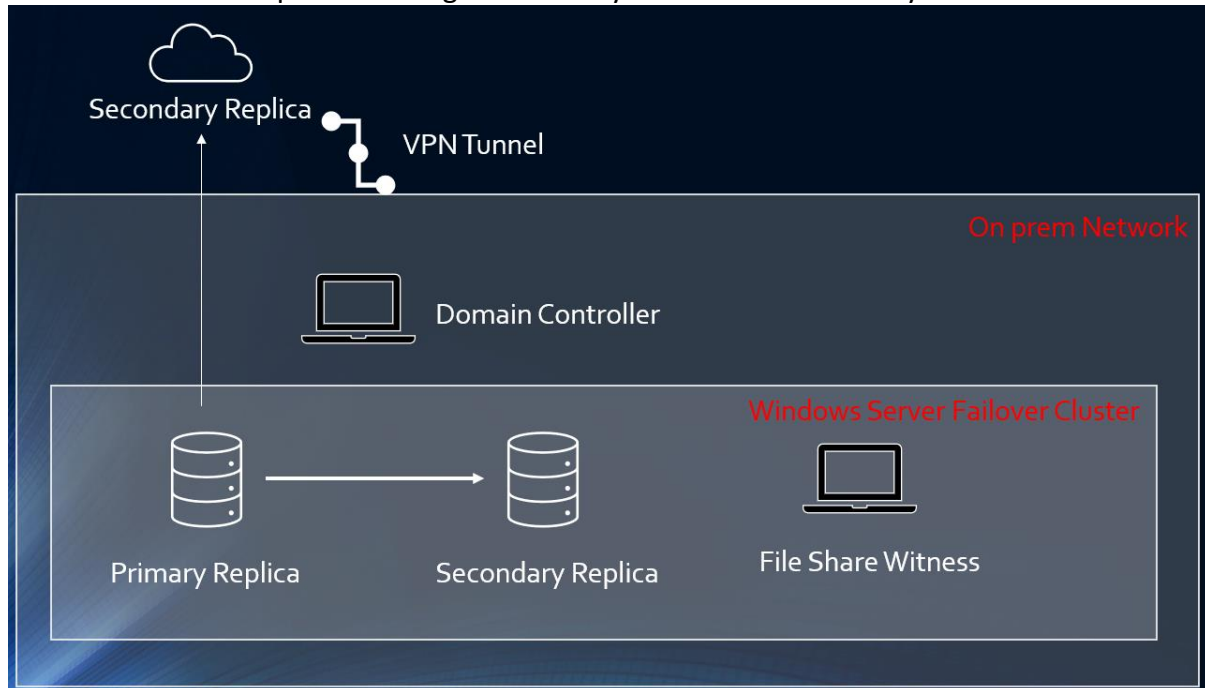 Secondary Replica
VPN Tunnel
On prem Network
Domain Controller
Windows Server Failover Cluster
Primary Replica
Secondary Replica
File Share Witness